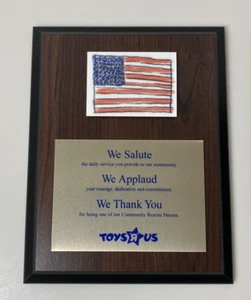 We Salute
the daily service you provide to our community.
We Applaud
your courage, dedication and commitment.
We Thank You
for being one of our Community Rescue Heroes.
TOYS R US